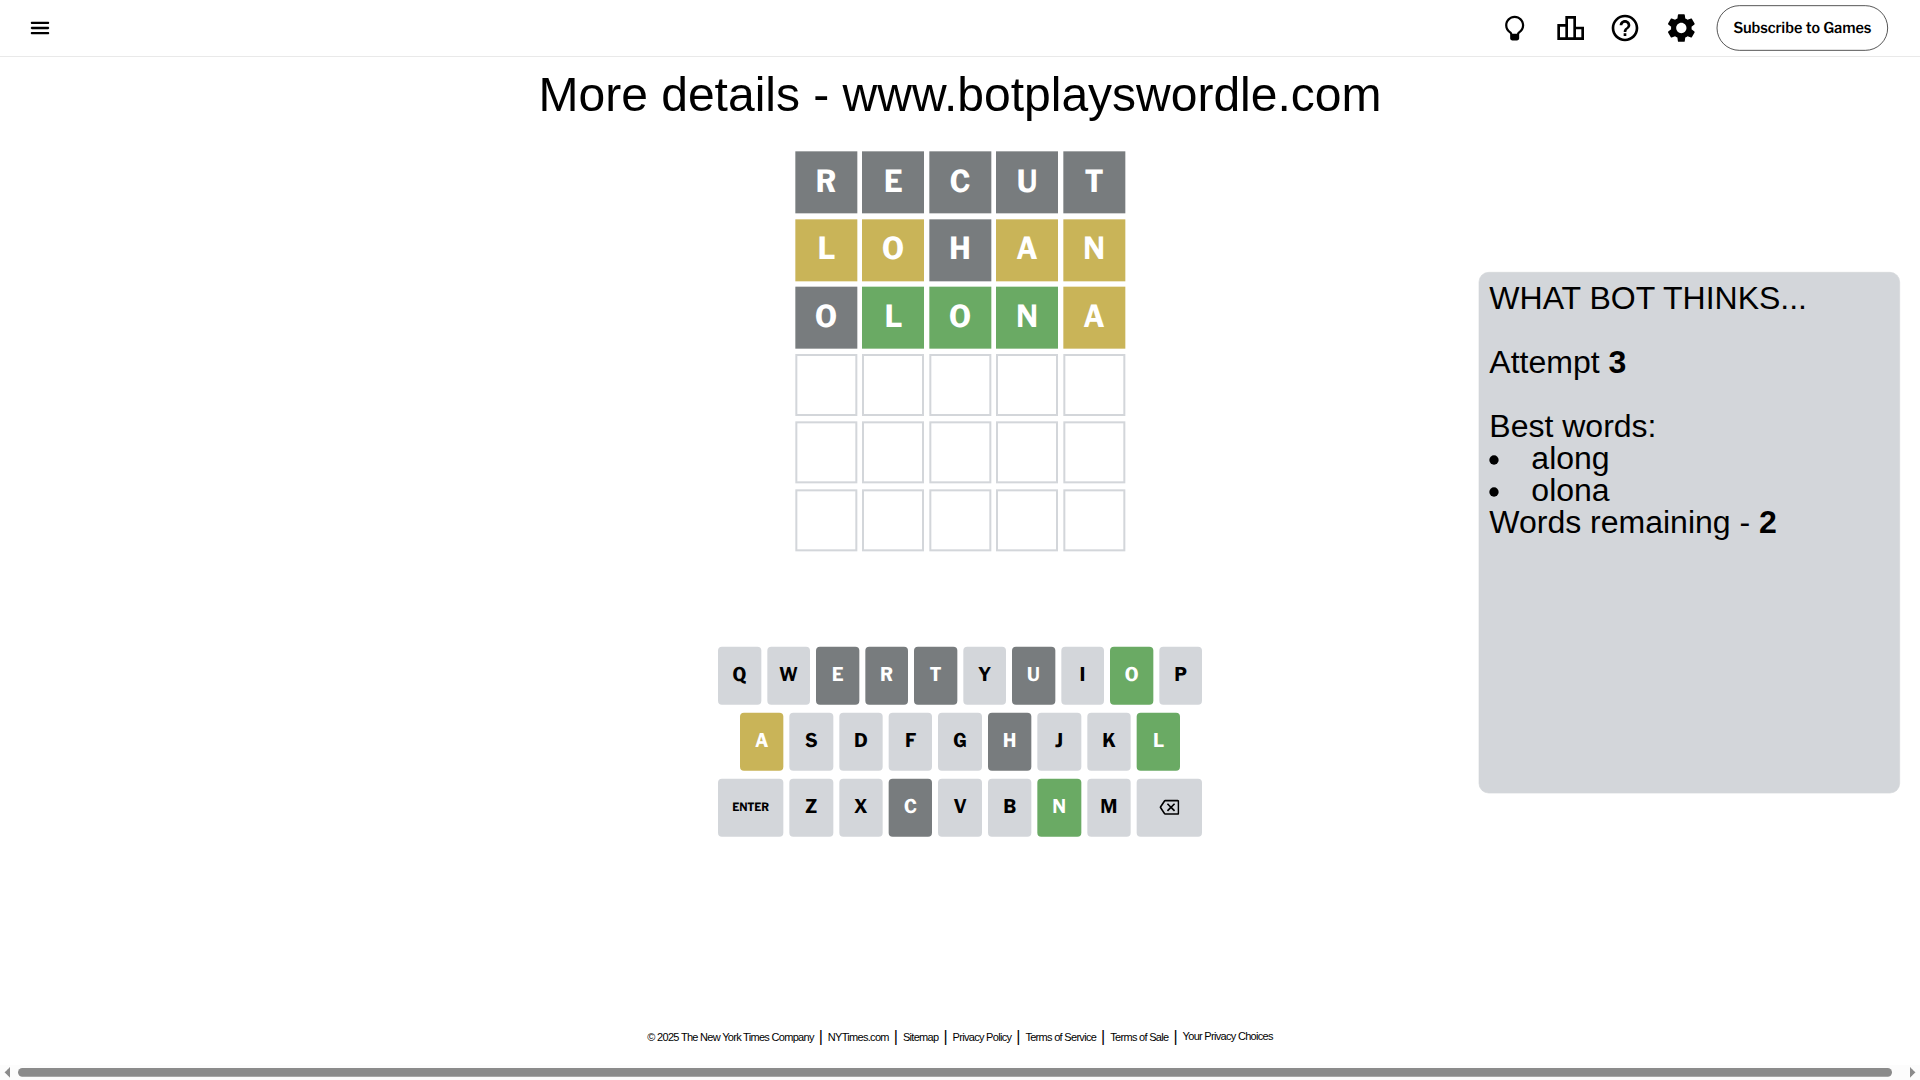 Subscribe to Games
More details - www.botplayswordle.com
R E C U T
L O H A N
O L O N A
WHAT BOT THINKS...
Attempt 3
Best words:
• along
• olona
Words remaining - 2
Q W E R T Y U I O P
A S D F G H J K L
ENTER Z X C V B N M
© 2025 The New York Times Company | NYTimes.com | Sitemap | Privacy Policy | Terms of Service | Terms of Sale | Your Privacy Choices